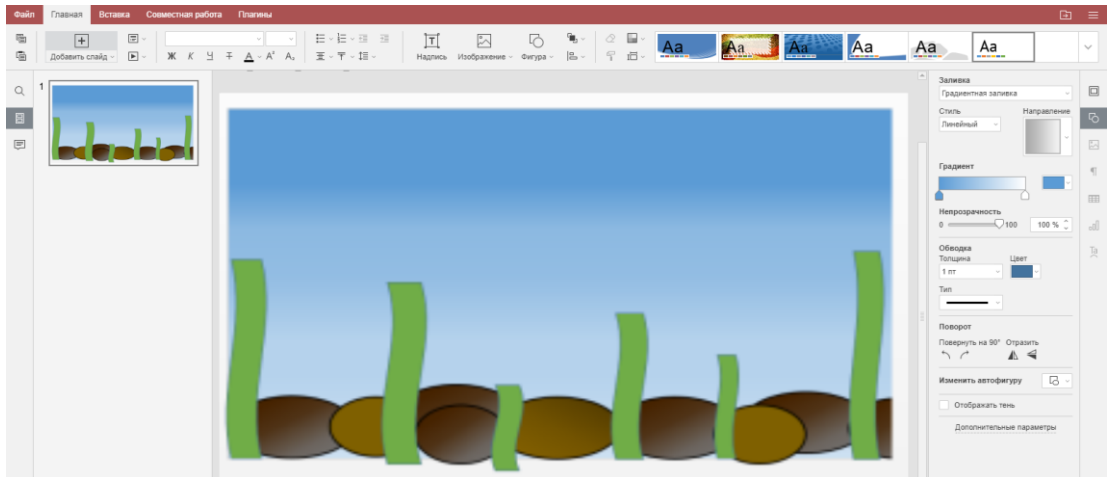 Файл Главная Вставка Совместная работа Плагины
Добавить слайд
Ж К Ч Т А А² А₂
Надпись Изображение Фигура
Aa Aa Aa Aa Aa Aa
1
Заливка
Градиентная заливка
Стиль Направление
Линейный
Градиент
Непрозрачность
0 100 100 %
Обводка
Толщина Цвет
1 пт
Тип
Поворот
Повернуть на 90° Отразить
Изменить автофигуру
Отображать тень
Дополнительные параметры